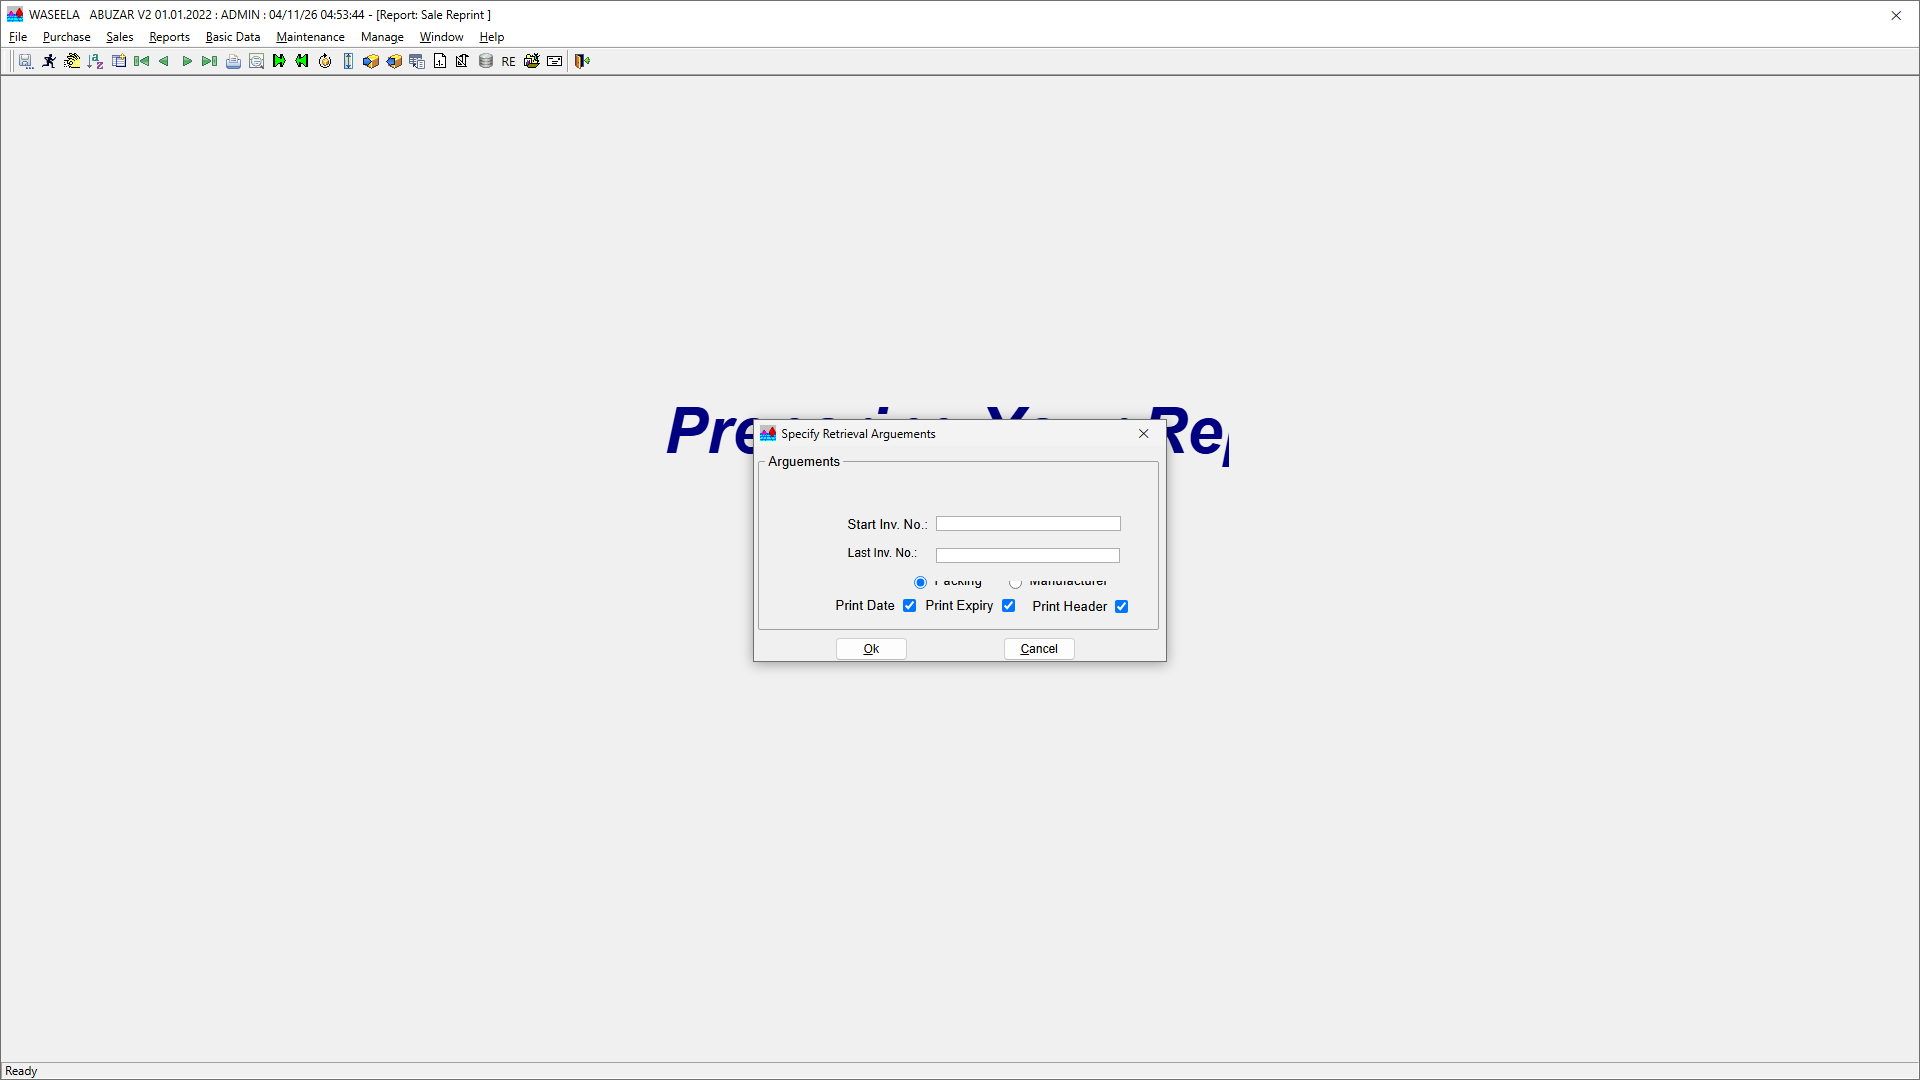 WASEELA ABUZAR V2 01.01.2022 : ADMIN : 04/11/26 04:53:44 - [Report: Sale Reprint ]
File Purchase Sales Reports Basic Data Maintenance Manage Window Help
RE
Specify Retrieval Arguements
Arguements
Start Inv. No.:
Last Inv. No.:
Packing Manufacturer
Print Date Print Expiry Print Header
Ok Cancel
Ready